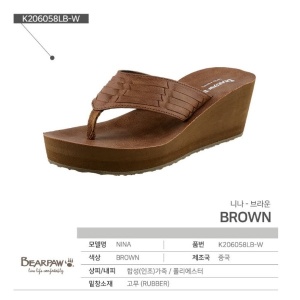 K206058LB-W
나나 - 브라운
BROWN
모델명 NINA 품번 K206058LB-W
색상 BROWN 제조국 중국
상피/내피 합성(인조)가죽 / 폴리에스터
밑창소재 고무 (RUBBER)
BEARPAW
live life comfortably